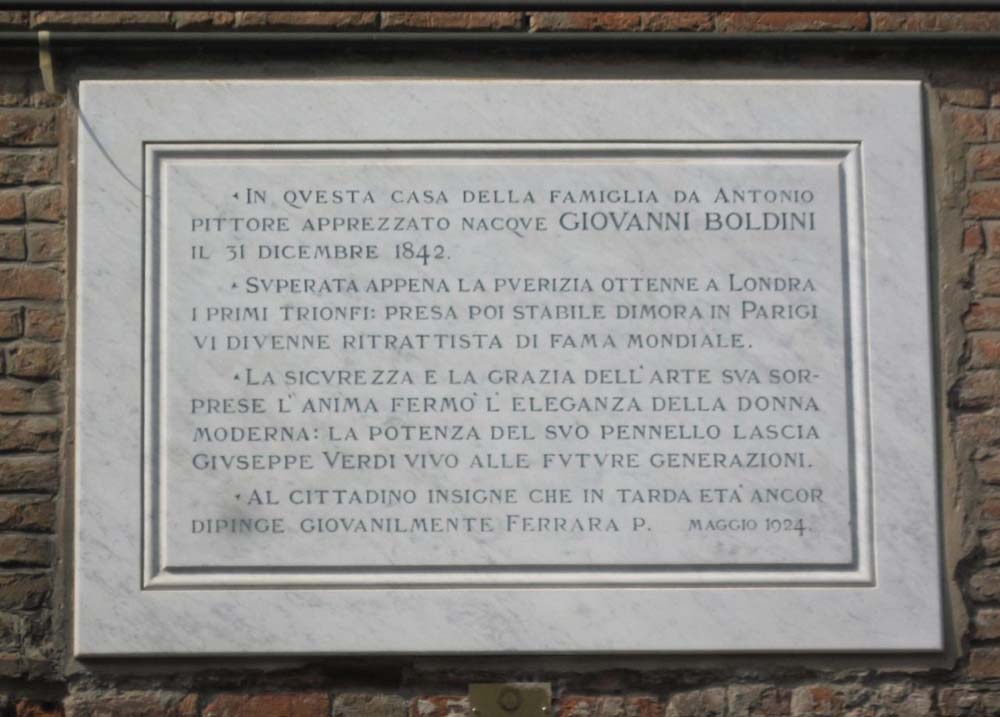 In qvesta casa della famiglia da Antonio
pittore apprezzato nacqve GIOVANNI BOLDINI
il 31 dicembre 1842.
Svperata appena la pverizia ottenne a Londra
i primi trionfi: presa poi stabile dimora in Parigi
vi divenne ritrattista di fama mondiale.
La sicvrezza e la grazia dell'arte sva sor-
prese l'anima fermo' l'eleganza della donna
moderna: la potenza del svo pennello lascia
Givseppe Verdi vivo alle fvtvre generazioni.
Al cittadino insigne che in tarda eta' ancor
dipinge giovanilmente Ferrara p. maggio 1924.